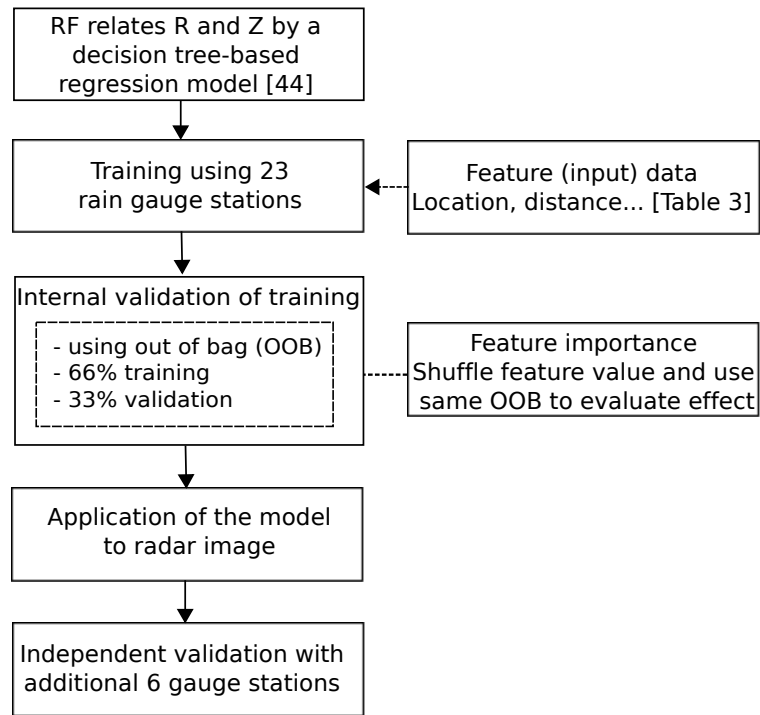 RF relates R and Z by a
decision tree-based
regression model [44]
Training using 23
rain gauge stations
Feature (input) data
Location, distance... [Table 3]
Internal validation of training
- using out of bag (OOB)
- 66% training
- 33% validation
Feature importance
Shuffle feature value and use
same OOB to evaluate effect
Application of the model
to radar image
Independent validation with
additional 6 gauge stations